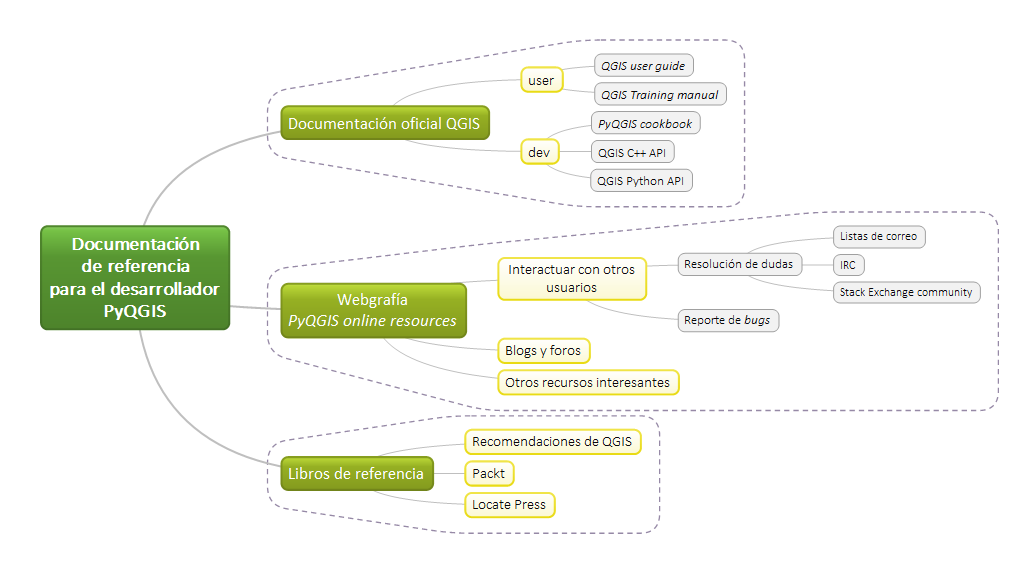 Documentación
de referencia
para el desarrollador
PyQGIS
Documentación oficial QGIS
user
QGIS user guide
QGIS Training manual
dev
PyQGIS cookbook
QGIS C++ API
QGIS Python API
Webgrafía
PyQGIS online resources
Interactuar con otros
usuarios
Resolución de dudas
Listas de correo
IRC
Stack Exchange community
Reporte de bugs
Blogs y foros
Otros recursos interesantes
Libros de referencia
Recomendaciones de QGIS
Packt
Locate Press